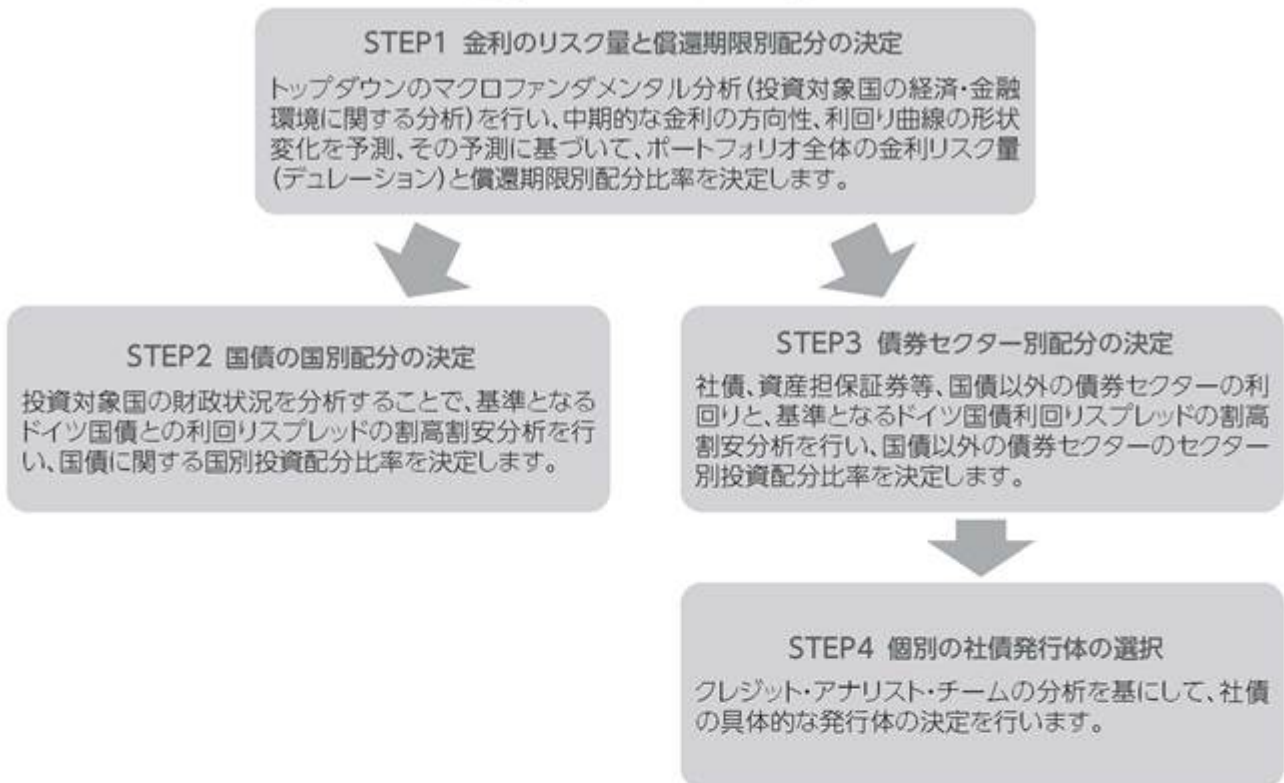 STEP1 金利のリスク量と償還期限別配分の決定
トップダウンのマクロファンダメンタル分析(投資対象国の経済・金融
環境に関する分析)を行い、中期的な金利の方向性、利回り曲線の形状
変化を予測、その予測に基づいて、ポートフォリオ全体の金利リスク量
(デュレーション)と償還期限別配分比率を決定します。
STEP2 国債の国別配分の決定
投資対象国の財政状況を分析することで、基準となる
ドイツ国債との利回りスプレッドの割高割安分析を行
い、国債に関する国別投資配分比率を決定します。
STEP3 債券セクター別配分の決定
社債、資産担保証券等、国債以外の債券セクターの利
回りと、基準となるドイツ国債利回りスプレッドの割高
割安分析を行い、国債以外の債券セクターのセクター
別投資配分比率を決定します。
STEP4 個別の社債発行体の選択
クレジット・アナリスト・チームの分析を基にして、社債
の具体的な発行体の決定を行います。